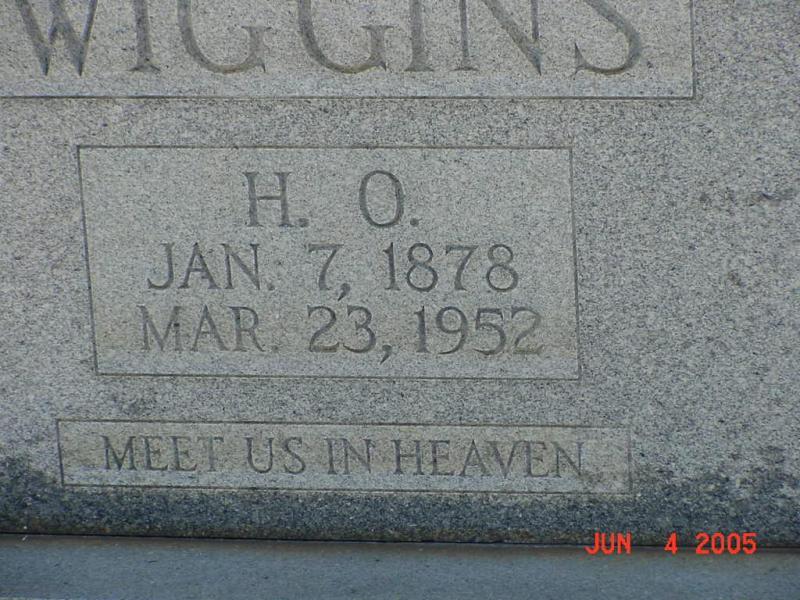 WIGGINS
H. O.
JAN. 7, 1878
MAR. 23, 1952
MEET US IN HEAVEN
JUN 4 2005